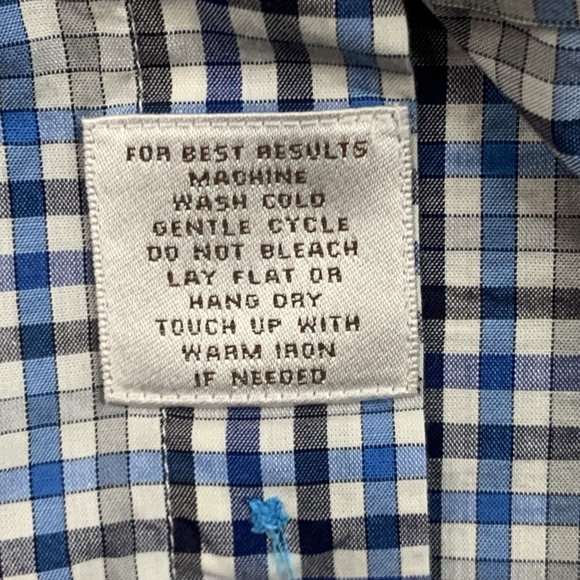 FOR BEST RESULTS
MACHINE
WASH COLD
GENTLE CYCLE
DO NOT BLEACH
LAY FLAT OR
HANG DRY
TOUCH UP WITH
WARM IRON
IF NEEDED